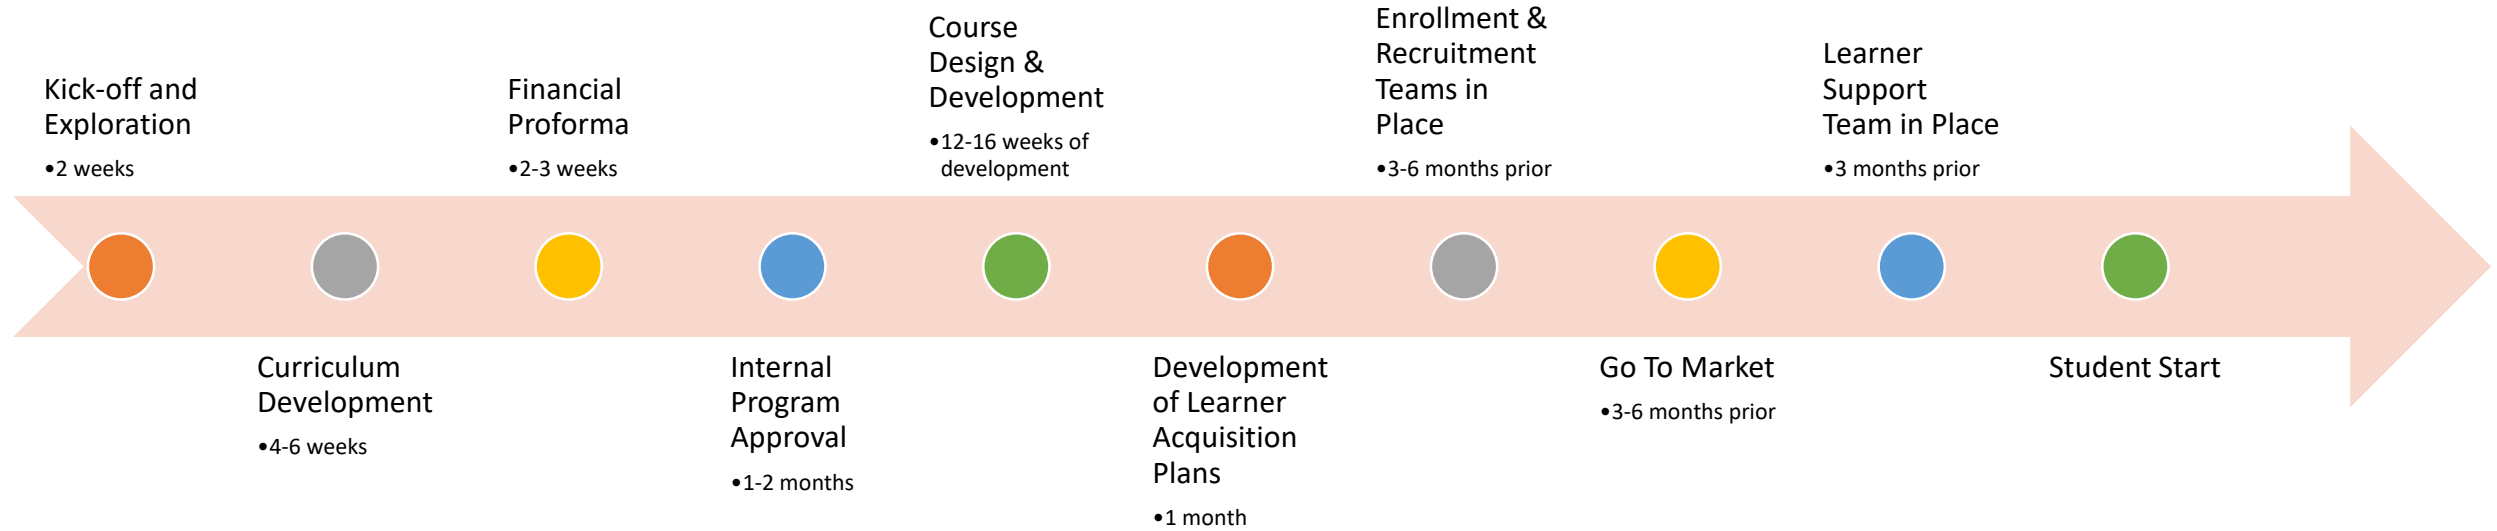 Kick-off and
Exploration
•2 weeks
Curriculum
Development
•4-6 weeks
Financial
Proforma
•2-3 weeks
Internal
Program
Approval
•1-2 months
Course
Design &
Development
•12-16 weeks of
development
Development
of Learner
Acquisition
Plans
•1 month
Enrollment &
Recruitment
Teams in
Place
•3-6 months prior
Go To Market
•3-6 months prior
Learner
Support
Team in Place
•3 months prior
Student Start